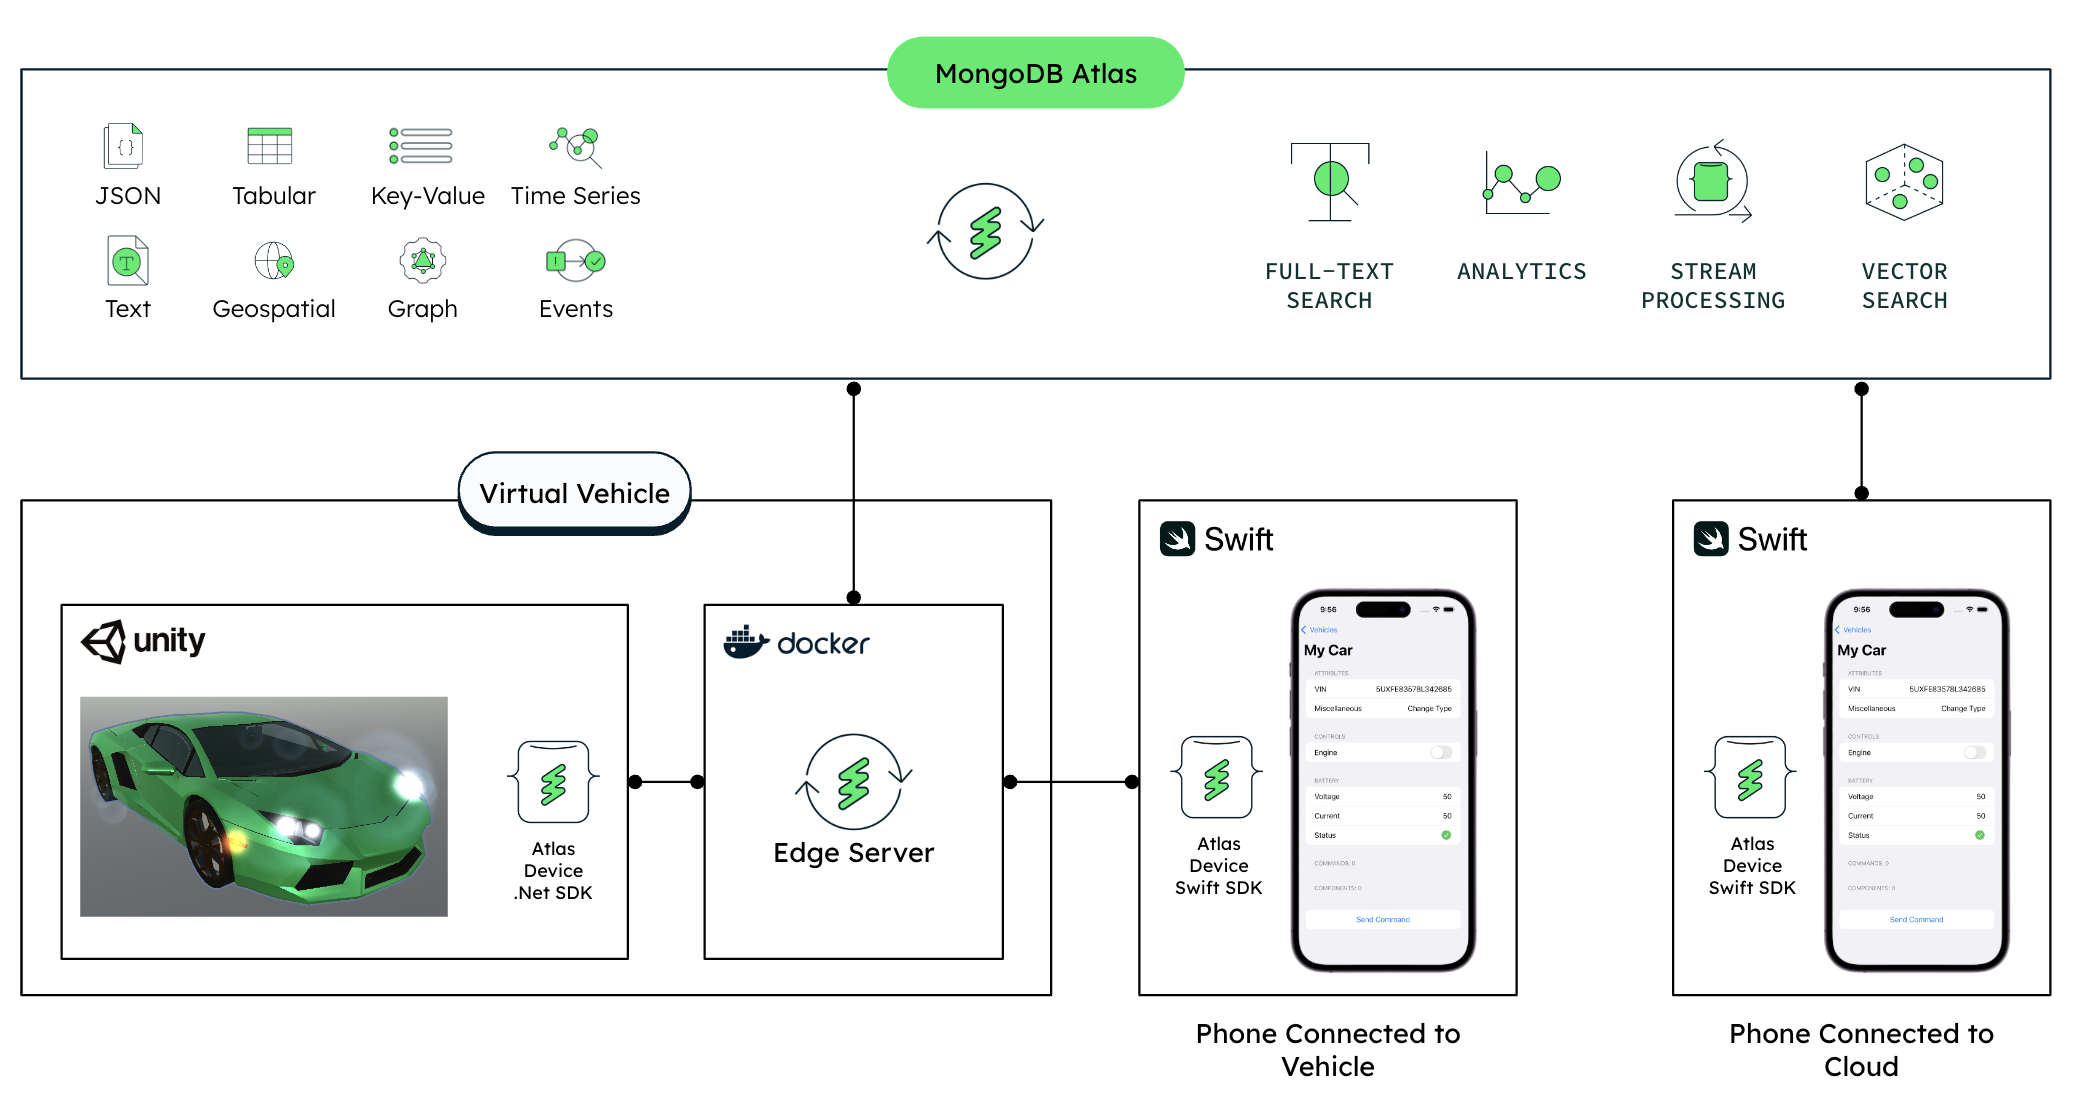 MongoDB Atlas
JSON
Tabular
Key-Value
Time Series
Text
Geospatial
Graph
Events
FULL-TEXT
SEARCH
ANALYTICS
STREAM
PROCESSING
VECTOR
SEARCH
Virtual Vehicle
unity
Atlas
Device
.Net SDK
docker
Edge Server
Swift
Atlas
Device
Swift SDK
9:56
Vehicles
My Car
ATTRIBUTES
VIN 5UXFE83578L342685
Miscellaneous Change Type
CONTROLS
Engine
BATTERY
Voltage 50
Current 50
Status
COMMANDS: 0
COMPONENTS: 0
Send Command
Phone Connected to
Vehicle
Swift
Atlas
Device
Swift SDK
9:56
Vehicles
My Car
ATTRIBUTES
VIN 5UXFE83578L342685
Miscellaneous Change Type
CONTROLS
Engine
BATTERY
Voltage 50
Current 50
Status
COMMANDS: 0
COMPONENTS: 0
Send Command
Phone Connected to
Cloud